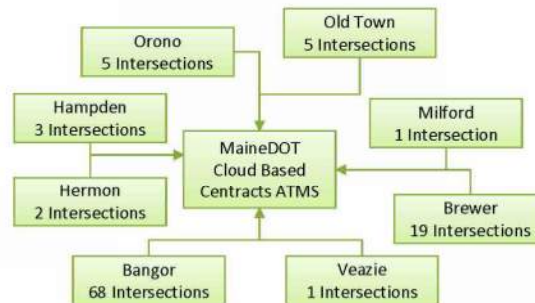 Old Town
5 Intersections
Orono
5 Intersections
Hampden
3 Intersections
Milford
1 Intersection
MaineDOT
Cloud Based
Centracts ATMS
Hermon
2 Intersections
Brewer
19 Intersections
Bangor
68 Intersections
Veazie
1 Intersections